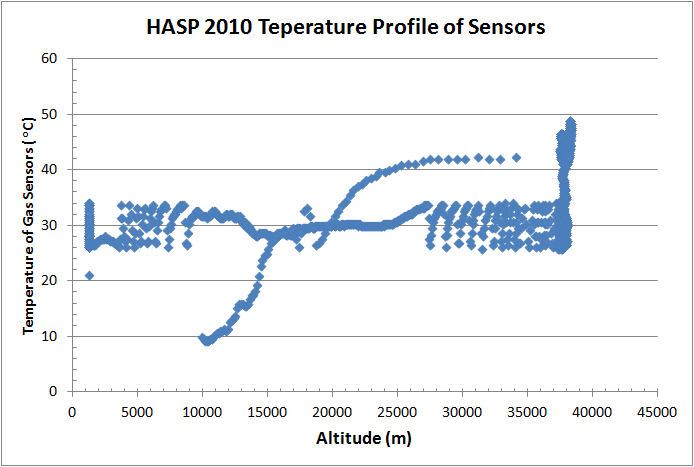 HASP 2010 Teperature Profile of Sensors
Temperature of Gas Sensors ( °C)
60
50
40
30
20
10
0
0 5000 10000 15000 20000 25000 30000 35000 40000 45000
Altitude (m)